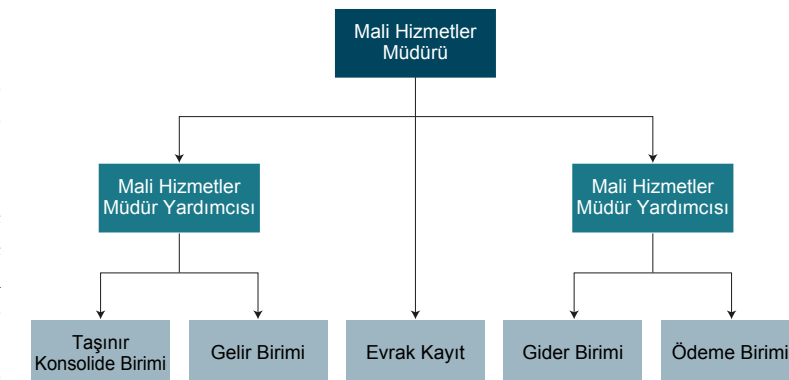 Mali Hizmetler
Müdürü
Mali Hizmetler
Müdür Yardımcısı
Mali Hizmetler
Müdür Yardımcısı
Taşınır
Konsolide Birimi
Gelir Birimi
Evrak Kayıt
Gider Birimi
Ödeme Birimi